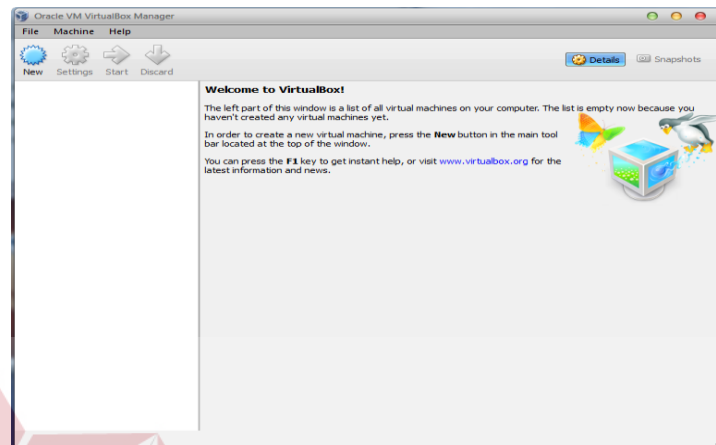 Oracle VM VirtualBox Manager
File Machine Help
New Settings Start Discard
Details Snapshots
Welcome to VirtualBox!
The left part of this window is a list of all virtual machines on your computer. The list is empty now because you
haven't created any virtual machines yet.
In order to create a new virtual machine, press the New button in the main tool
bar located at the top of the window.
You can press the F1 key to get instant help, or visit www.virtualbox.org for the
latest information and news.